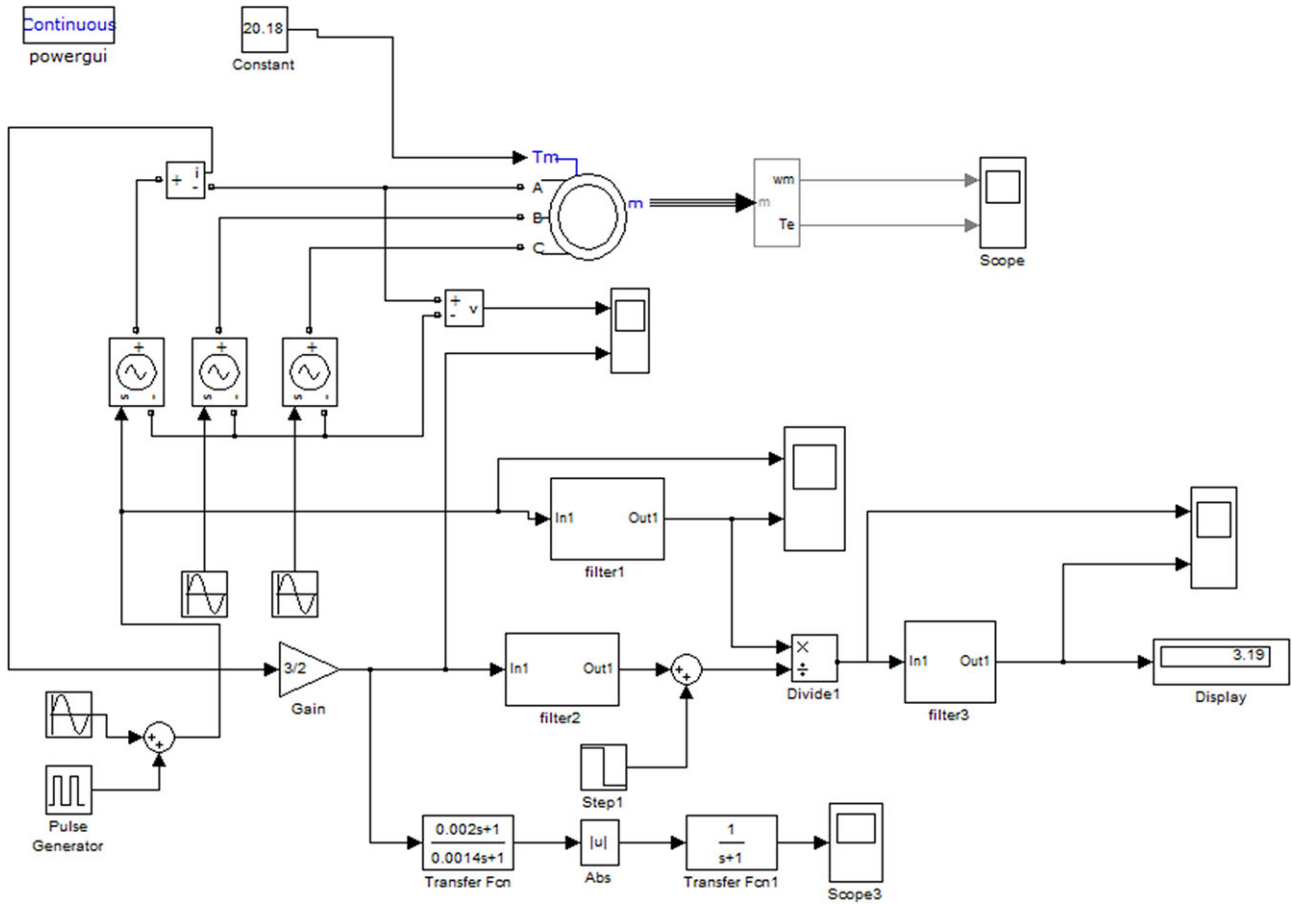 Continuous
powergui
20.18
Constant
i
+
-
Tm
A
B
C
m
m
wm
Te
Scope
+
-
v
+
s -
+
s -
+
s -
In1 Out1
filter1
3/2
Gain
In1 Out1
filter2
+
+
×
÷
Divide1
In1 Out1
filter3
3.19
Display
+
+
Pulse
Generator
Step1
0.002s+1
0.0014s+1
Transfer Fcn
|u|
Abs
1
s+1
Transfer Fcn1
Scope3